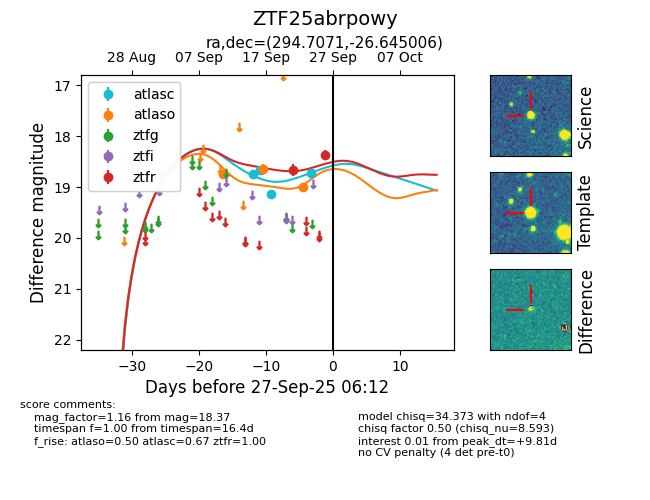 ZTF25abrpowy
ra,dec=(294.7071,-26.645004)
28 Aug 07 Sep 17 Sep 27 Sep 07 Oct
17
18
19
20
21
22
Difference magnitude
atlasc
atlaso
ztfg
ztfi
ztfr
−30 −20 −10 0 10
Days before 27-Sep-25 06:12
Science
Template
Difference
score comments:
mag_factor=1.16 from mag=18.37
timespan f=1.00 from timespan=16.4d
f_rise: atlaso=0.50 atlasc=0.67 ztfr=1.00
model chisq=34.373 with ndof=4
chisq factor 0.50 (chisq_nu=8.593)
interest 0.01 from peak_dt=+9.81d
no CV penalty (4 det pre-t0)